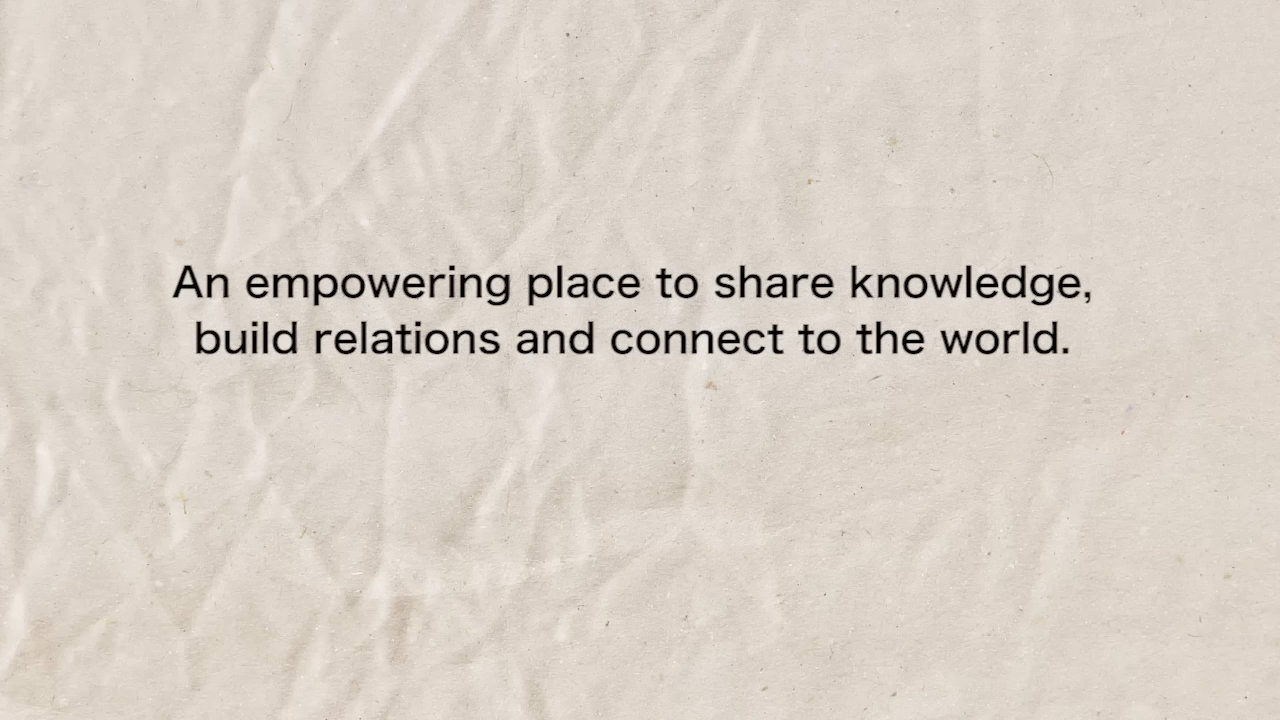 An empowering place to share knowledge,
build relations and connect to the world.